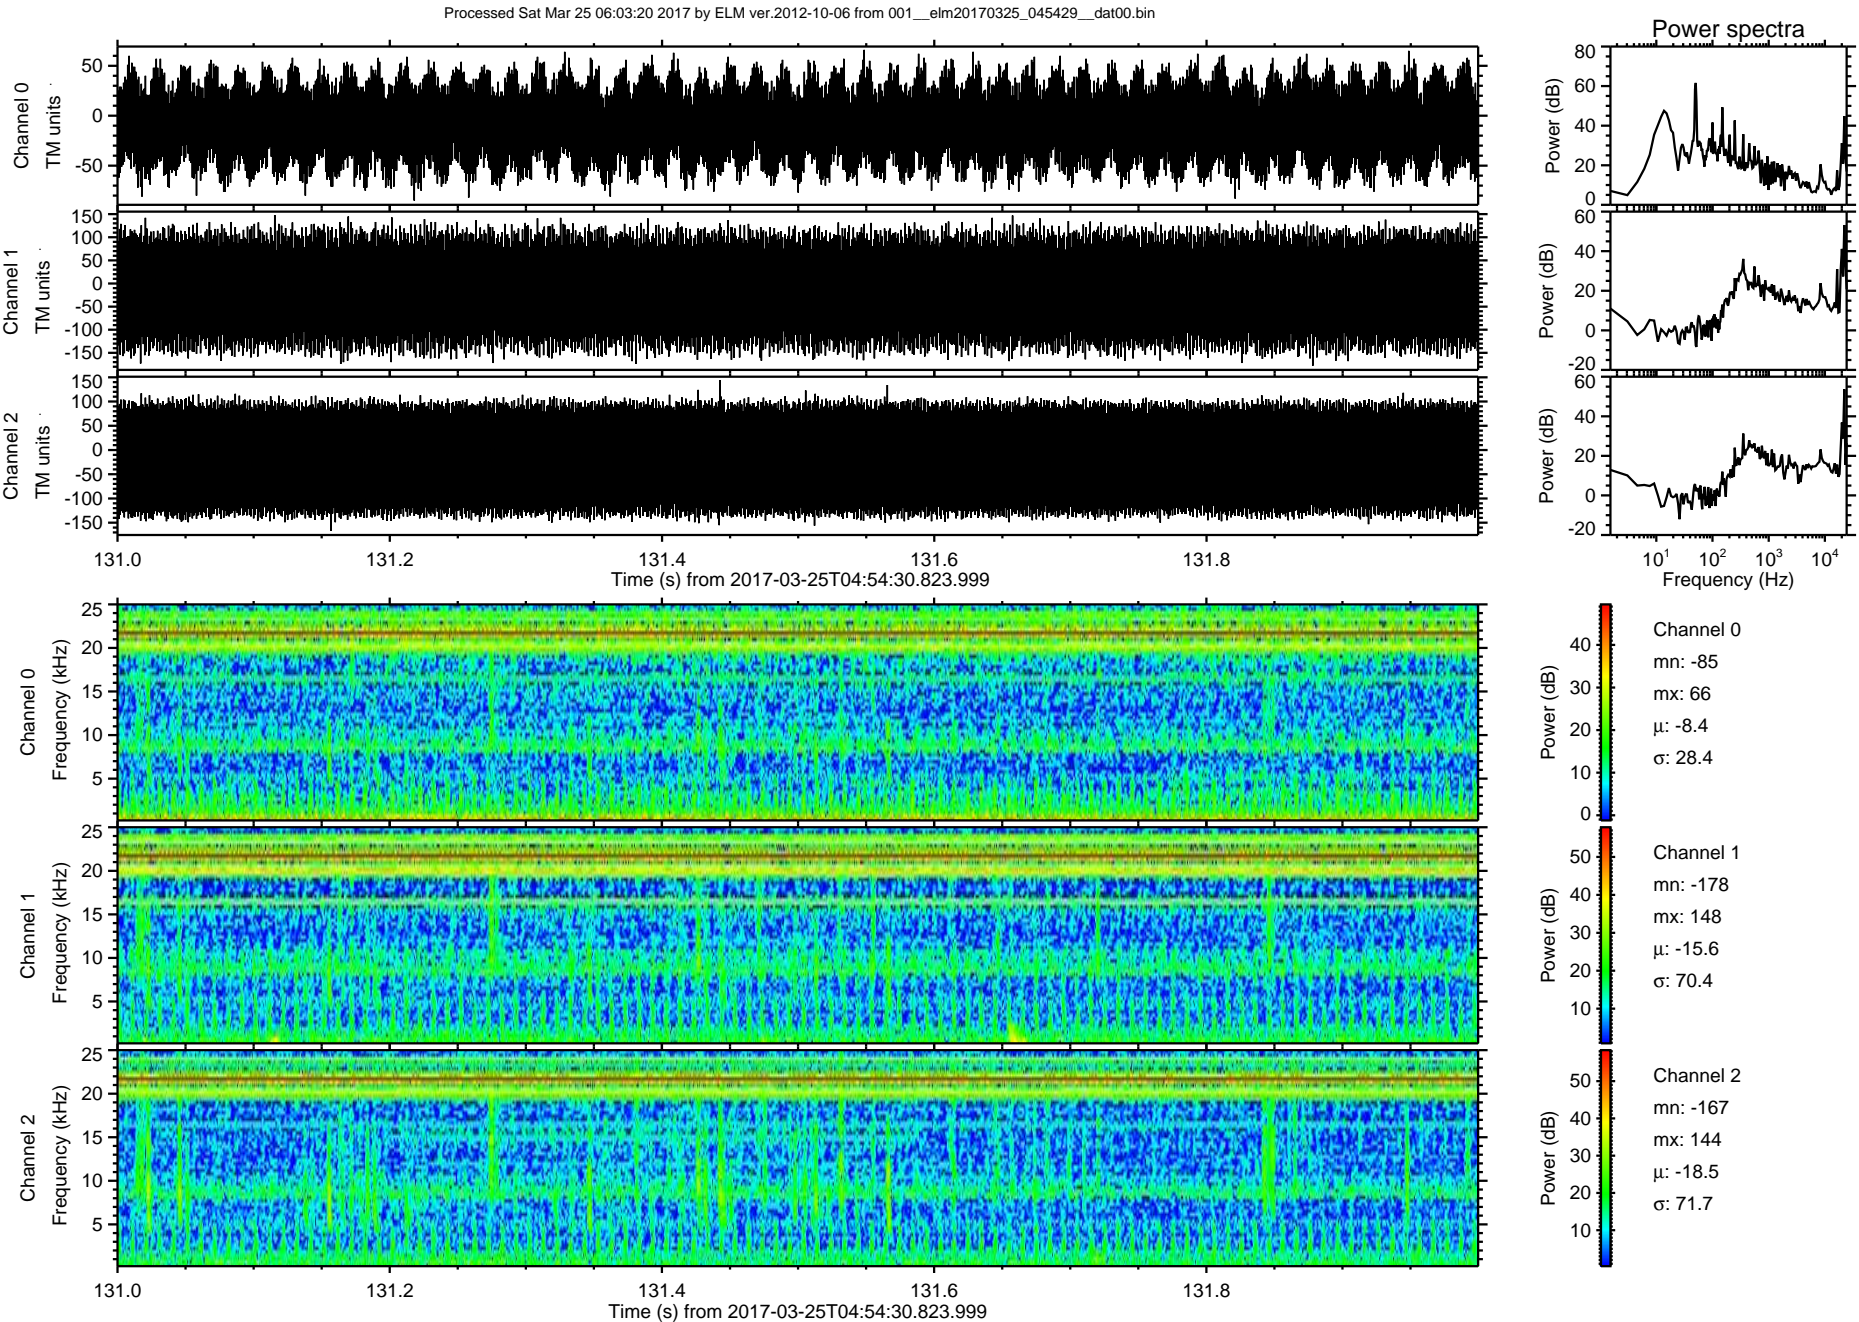 Processed Sat Mar 25 06:03:20 2017 by ELM ver.2012-10-06 from 001__elm20170325_045429__dat00.bin
Power spectra
Channel 0
TM units
50
0
-50
Power (dB)
80
60
40
20
0
Channel 1
TM units
150
100
50
0
-50
-100
-150
Power (dB)
60
40
20
0
-20
Channel 2
TM units
150
100
50
0
-50
-100
-150
Power (dB)
60
40
20
0
-20
131.0 131.2 131.4 131.6 131.8
Time (s) from 2017-03-25T04:54:30.823.999
10¹ 10² 10³ 10⁴
Frequency (Hz)
Channel 0
Frequency (kHz)
25
20
15
10
5
Power (dB)
40
30
20
10
0
Channel 0
mn: -85
mx: 66
μ: -8.4
σ: 28.4
Channel 1
Frequency (kHz)
25
20
15
10
5
Power (dB)
50
40
30
20
10
Channel 1
mn: -178
mx: 148
μ: -15.6
σ: 70.4
Channel 2
Frequency (kHz)
25
20
15
10
5
Power (dB)
50
40
30
20
10
Channel 2
mn: -167
mx: 144
μ: -18.5
σ: 71.7
131.0 131.2 131.4 131.6 131.8
Time (s) from 2017-03-25T04:54:30.823.999